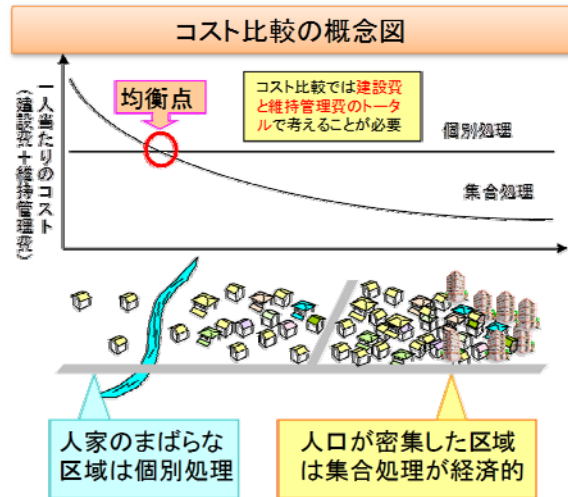 コスト比較の概念図
均衡点
コスト比較では建設費
と維持管理費のトータ
ルで考えることが必要
一人当たりのコスト
(建設費+維持管理費)
個別処理
集合処理
人家のまばらな
区域は個別処理
人口が密集した区域
は集合処理が経済的